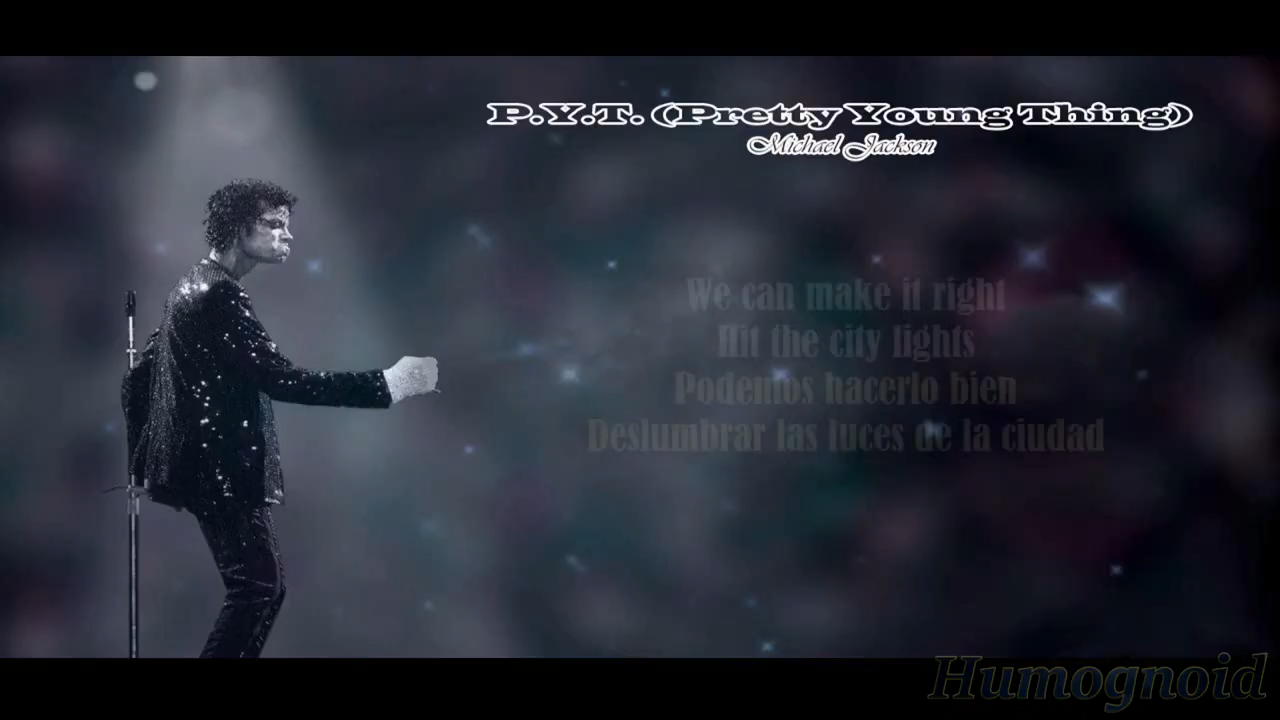 P.Y.T. (Pretty Young Thing)
Michael Jackson
We can make it right
Hit the city lights
Podemos hacerlo bien
Deslumbrar las luces de la ciudad
Humognoid